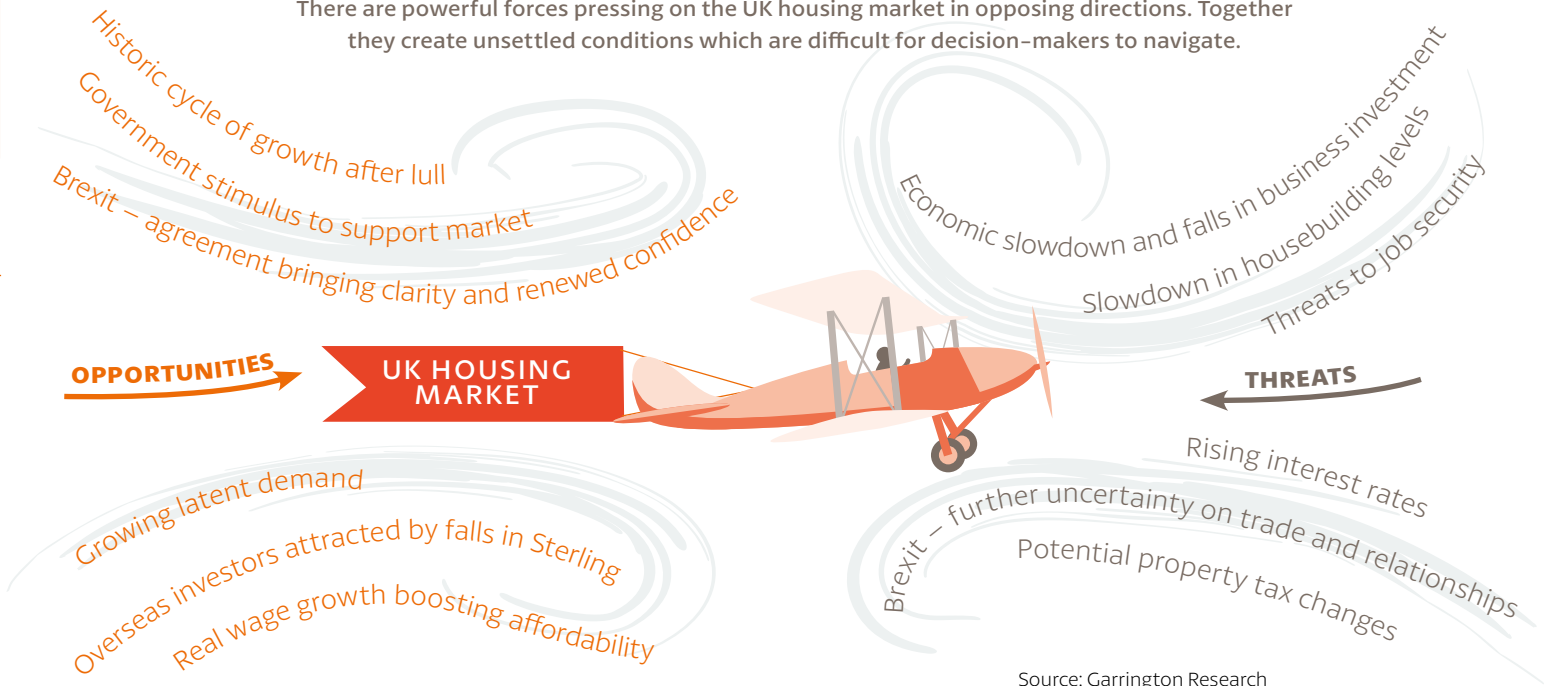 There are powerful forces pressing on the UK housing market in opposing directions. Together
they create unsettled conditions which are difficult for decision-makers to navigate.
Historic cycle of growth after lull
Government stimulus to support market
Brexit – agreement bringing clarity and renewed confidence
Economic slowdown and falls in business investment
Slowdown in housebuilding levels
Threats to job security
OPPORTUNITIES
UK HOUSING
MARKET
THREATS
Growing latent demand
Overseas investors attracted by falls in Sterling
Real wage growth boosting affordability
Rising interest rates
Brexit – further uncertainty on trade and relationships
Potential property tax changes
Source: Garrington Research